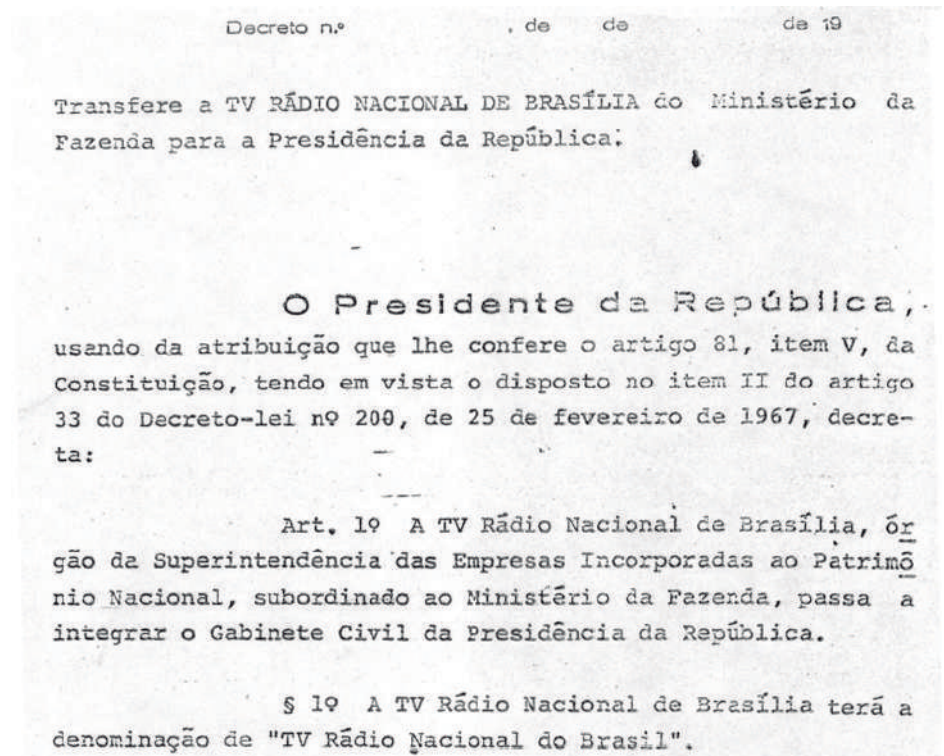 Decreto n.º , de de de 19
Transfere a TV RÁDIO NACIONAL DE BRASÍLIA do Ministério da
Fazenda para a Presidência da República.
O Presidente da República,
usando da atribuição que lhe confere o artigo 81, item V, da
Constituição, tendo em vista o disposto no item II do artigo
33 do Decreto-lei nº 200, de 25 de fevereiro de 1967, decre-
ta:
Art. 1º A TV Rádio Nacional de Brasília, ór
gão da Superintendência das Empresas Incorporadas ao Patrimô
nio Nacional, subordinado ao Ministério da Fazenda, passa a
integrar o Gabinete Civil da Presidência da República.
§ 1º A TV Rádio Nacional de Brasília terá a
denominação de "TV Rádio Nacional do Brasil".